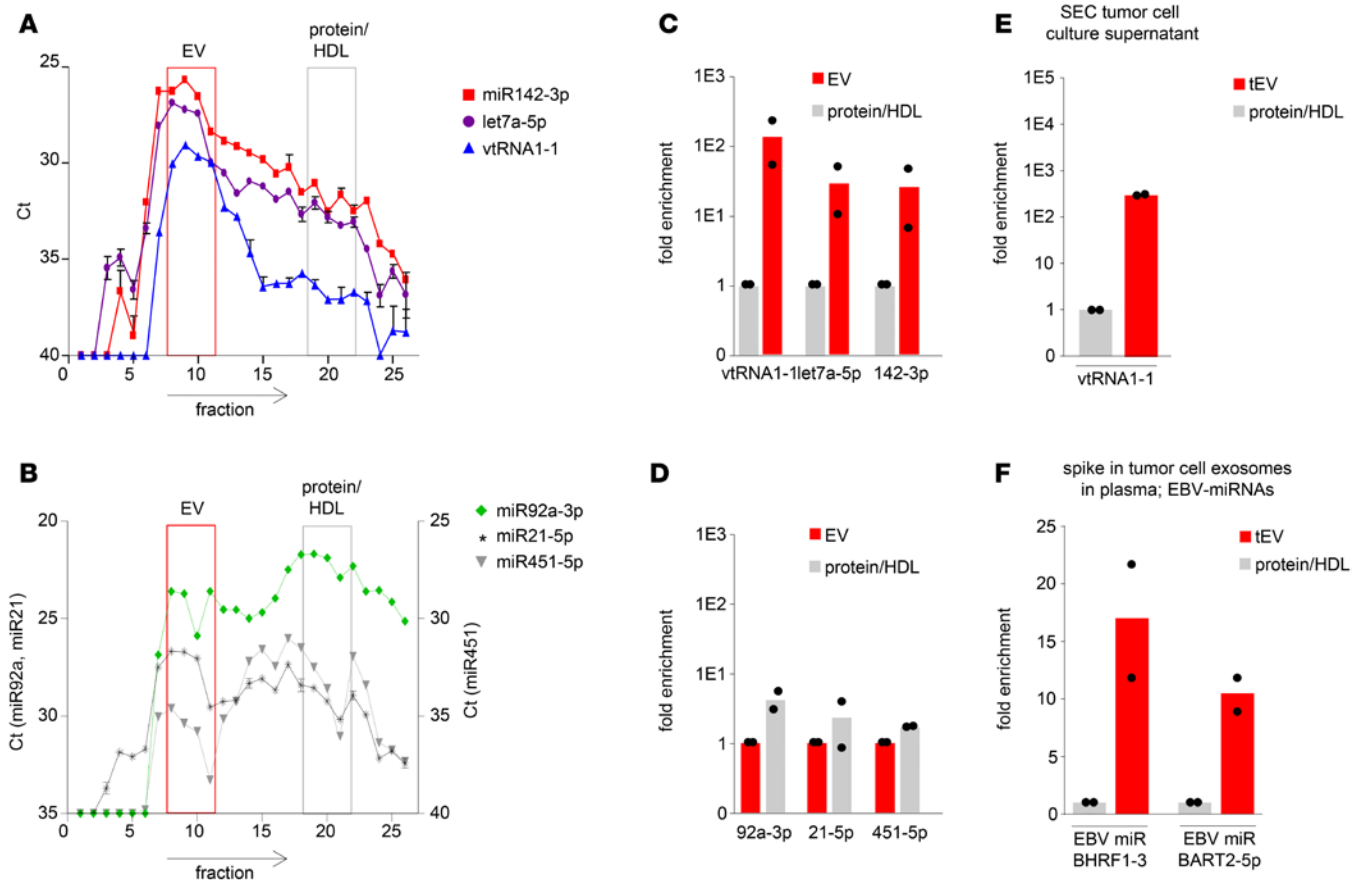 A
EV
protein/
HDL
25
30
35
40
Ct
0
5
10
15
20
25
fraction
miR142-3p
let7a-5p
vtRNA1-1
B
EV
protein/
HDL
20
25
30
35
Ct (miR92a, miR21)
25
30
35
40
Ct (miR451)
0
5
10
15
20
25
fraction
miR92a-3p
miR21-5p
miR451-5p
C
1E3
1E2
1E1
1
0
fold enrichment
EV
protein/HDL
vtRNA1-1let7a-5p 142-3p
D
1E3
1E2
1E1
1
0
fold enrichment
EV
protein/HDL
92a-3p 21-5p 451-5p
E
SEC tumor cell
culture supernatant
1E5
1E4
1E3
1E2
10
1
0
fold enrichment
tEV
protein/HDL
vtRNA1-1
F
spike in tumor cell exosomes
in plasma; EBV-miRNAs
25
20
15
10
5
0
fold enrichment
tEV
protein/HDL
EBV miR
BHRF1-3
EBV miR
BART2-5p